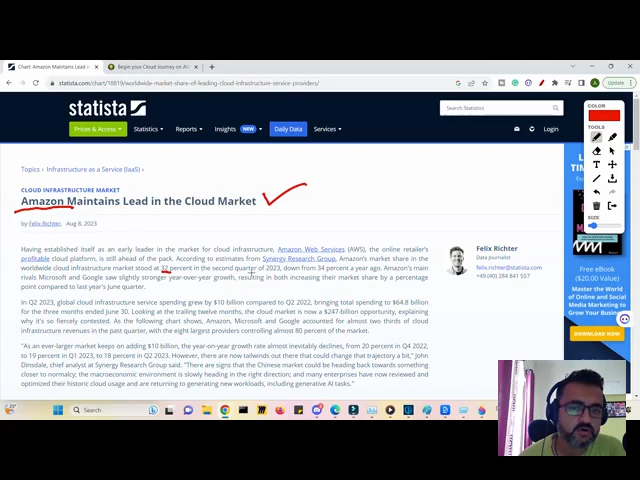 Chart: Amazon Maintains Lead in
Begin your Cloud Journey on AW
statista.com/chart/18819/worldwide-market-share-of-leading-cloud-infrastructure-service-providers/
statista
Search Statistics
Prices & Access
Statistics
Reports
Insights NEW
Daily Data
Services
Login
COLOR
TOOLS
SIZE
Topics › Infrastructure as a Service (IaaS) ›
CLOUD INFRASTRUCTURE MARKET
Amazon Maintains Lead in the Cloud Market
by Felix Richter, Aug 8, 2023
Having established itself as an early leader in the market for cloud infrastructure, Amazon Web Services (AWS), the online retailer's
profitable cloud platform, is still ahead of the pack. According to estimates from Synergy Research Group, Amazon's market share in the
worldwide cloud infrastructure market stood at 32 percent in the second quarter of 2023, down from 34 percent a year ago. Amazon's main
rivals Microsoft and Google saw slightly stronger year-over-year growth, resulting in both increasing their market share by a percentage
point compared to last year's June quarter.
In Q2 2023, global cloud infrastructure service spending grew by $10 billion compared to Q2 2022, bringing total spending to $64.8 billion
for the three months ended June 30. Looking at the trailing twelve months, the cloud market is now a $247-billion opportunity, explaining
why it's so fiercely contested. As the following chart shows, Amazon, Microsoft and Google accounted for almost two thirds of cloud
infrastructure revenues in the past quarter, with the eight largest providers controlling almost 80 percent of the market.
"As an ever-larger market keeps on adding $10 billion, the year-on-year growth rate almost inevitably declines, from 20 percent in Q4 2022,
to 19 percent in Q1 2023 to 18 percent in Q2 2023. However, there are now tailwinds out there that could change that trajectory a bit," John
Dinsdale, chief analyst at Synergy Research Group said. "There are signs that the Chinese market could be heading back towards something
closer to normality; the macroeconomic environment is slowly heading in the right direction; and many enterprises have now reviewed and
optimized their historic cloud usage and are returning to generating new workloads, including generative AI tasks."
Felix Richter
Data Journalist
felix.richter@statista.com
+49 (40) 284 841 557
Free eBook
($20.00 Value)
Master the
World of Online
and Social
Media Marketing
to Grow Your
Business!
DOWNLOAD NOW
Search